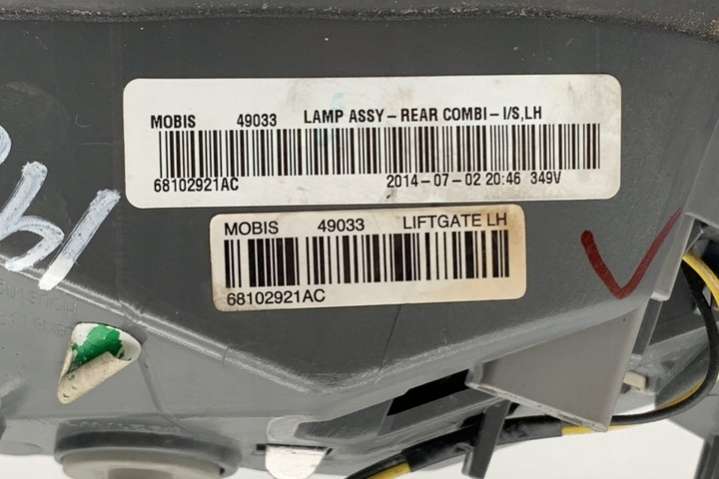 MOBIS 49033 LAMP ASSY-REAR COMBI-I/S,LH
68102921AC 2014-07-02 20:46 349V
MOBIS 49033 LIFTGATE LH
68102921AC